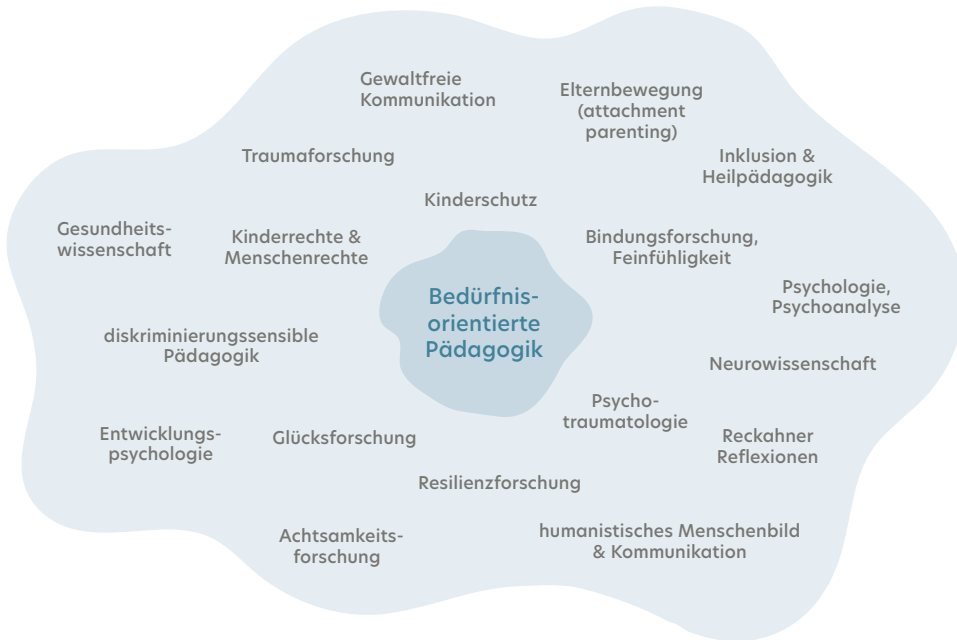 Gewaltfreie
Kommunikation
Elternbewegung
(attachment
parenting)
Traumaforschung
Inklusion &
Heilpädagogik
Kinderschutz
Gesundheits-
wissenschaft
Kinderrechte &
Menschenrechte
Bindungsforschung,
Feinfühligkeit
Psychologie,
Psychoanalyse
Bedürfnis-
orientierte
Pädagogik
diskriminierungssensible
Pädagogik
Neurowissenschaft
Psycho-
traumatologie
Entwicklungs-
psychologie
Glücksforschung
Reckahner
Reflexionen
Resilienzforschung
Achtsamkeits-
forschung
humanistisches Menschenbild
& Kommunikation